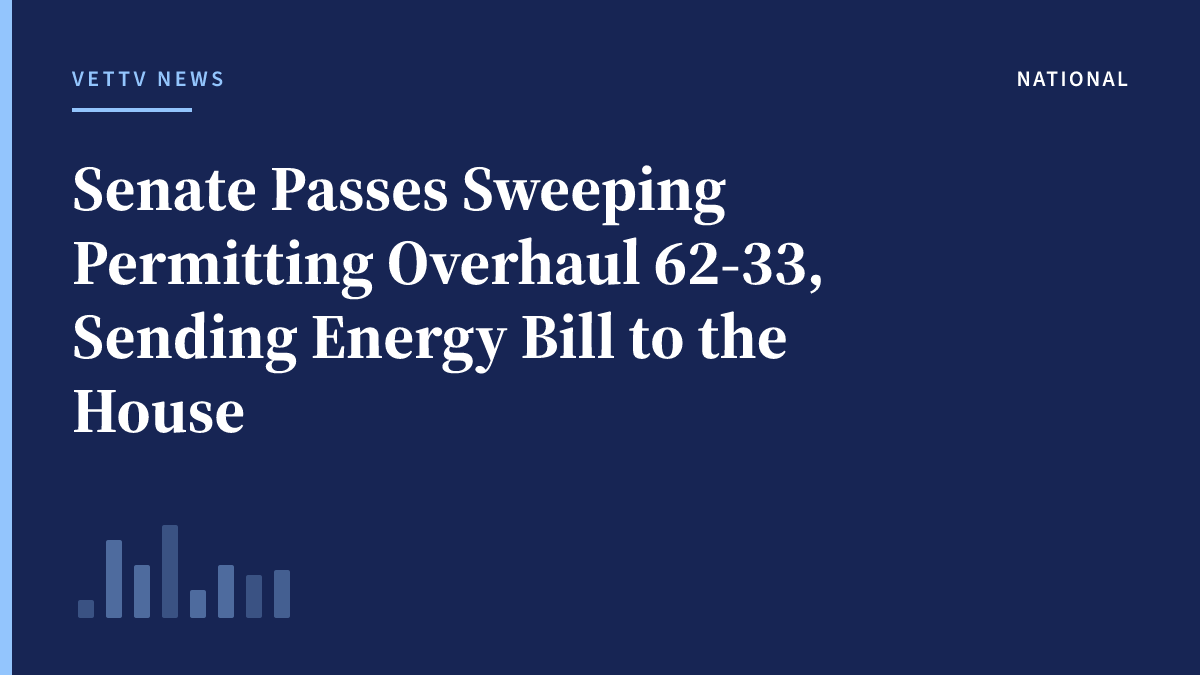 VETTV NEWS
NATIONAL
Senate Passes Sweeping
Permitting Overhaul 62-33,
Sending Energy Bill to the
House